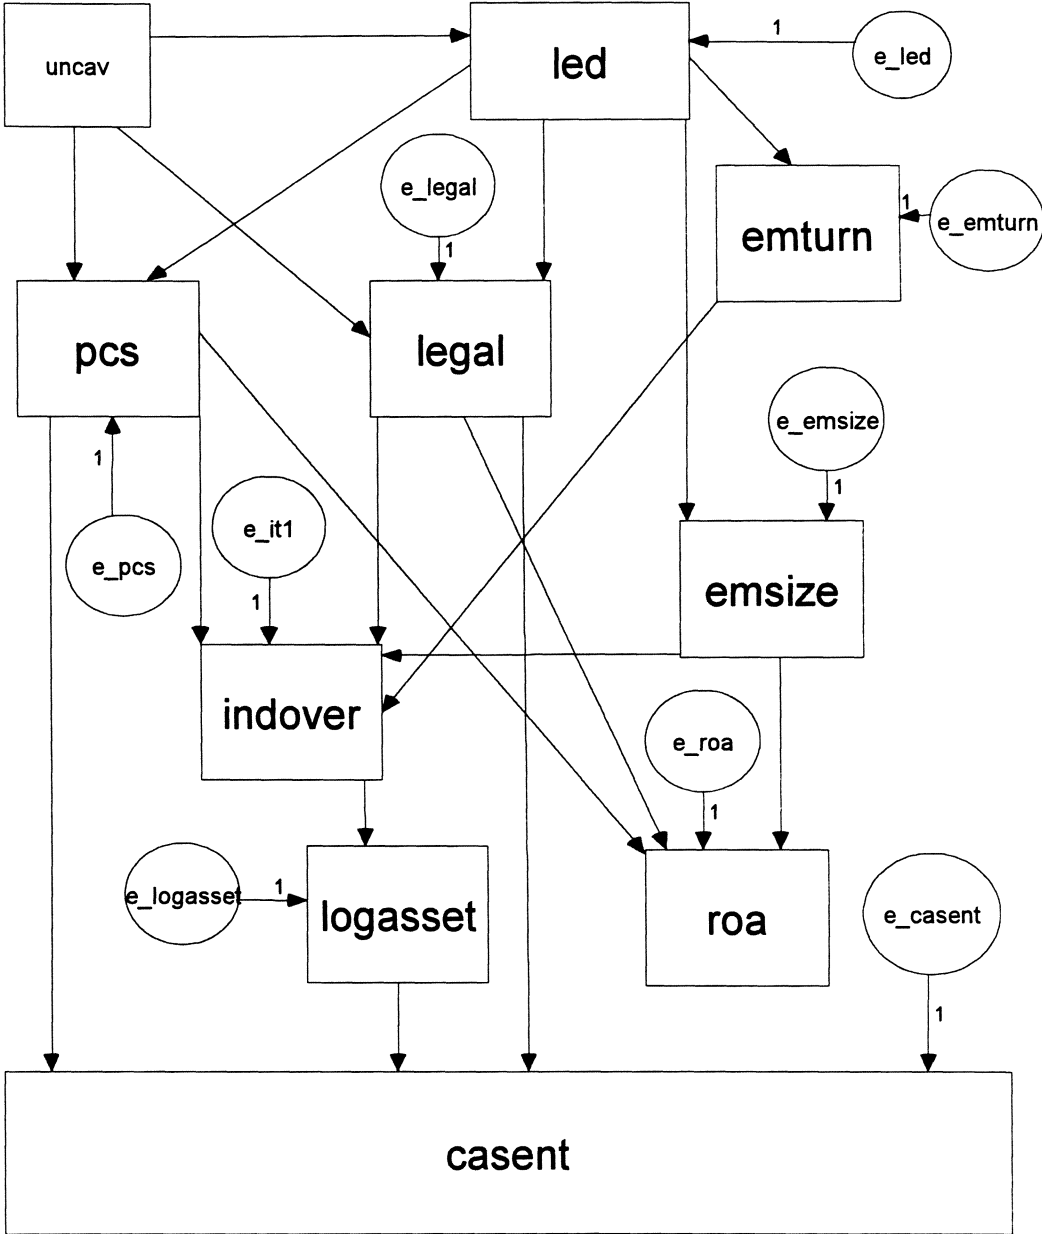 uncav
led
1
e_led
e_legal
1
emturn
1
e_emturn
pcs
legal
1
e_pcs
e_it1
1
e_emsize
1
emsize
indover
e_roa
1
e_logasset
1
logasset
roa
e_casent
1
casent